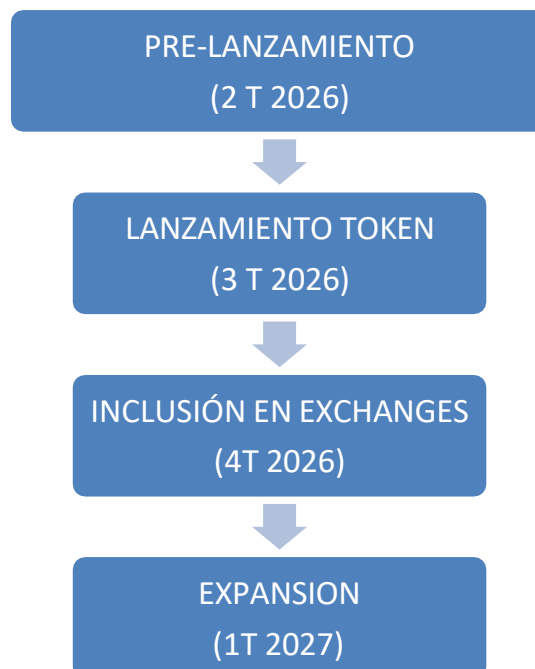 PRE-LANZAMIENTO
(2 T 2026)
LANZAMIENTO TOKEN
(3 T 2026)
INCLUSIÓN EN EXCHANGES
(4T 2026)
EXPANSION
(1T 2027)